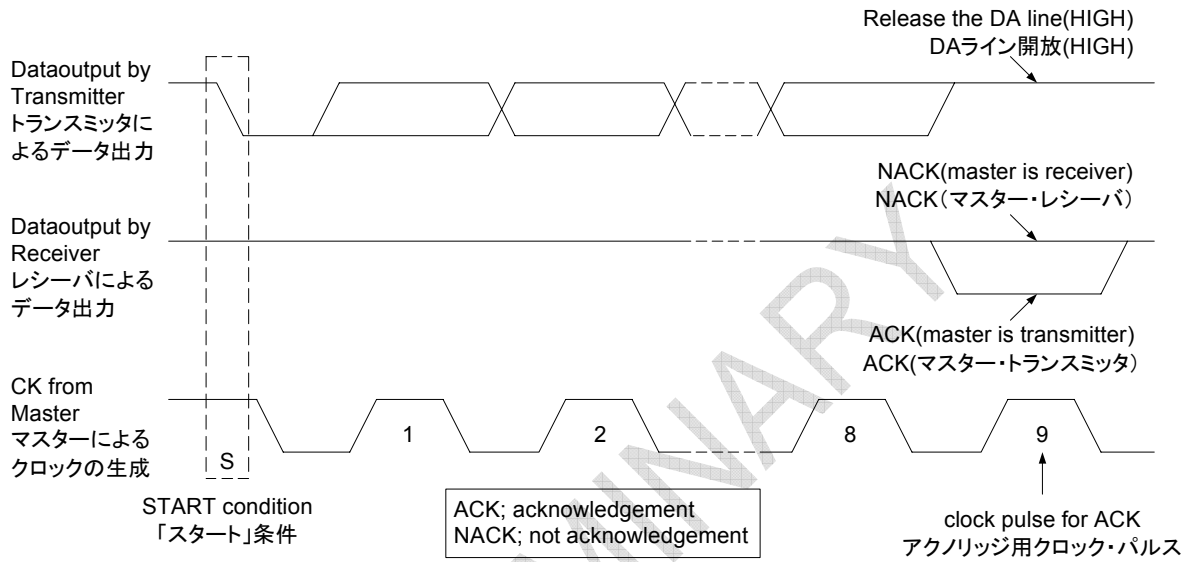 Release the DA line(HIGH)
DAライン開放(HIGH)
Dataoutput by
Transmitter
トランスミッタに
よるデータ出力
NACK(master is receiver)
NACK(マスター・レシーバ)
Dataoutput by
Receiver
レシーバによる
データ出力
ACK(master is transmitter)
ACK(マスター・トランスミッタ)
CK from
Master
マスターによる
クロックの生成
S
1
2
8
9
START condition
「スタート」条件
ACK; acknowledgement
NACK; not acknowledgement
clock pulse for ACK
アクノリッジ用クロック・パルス
MINARY